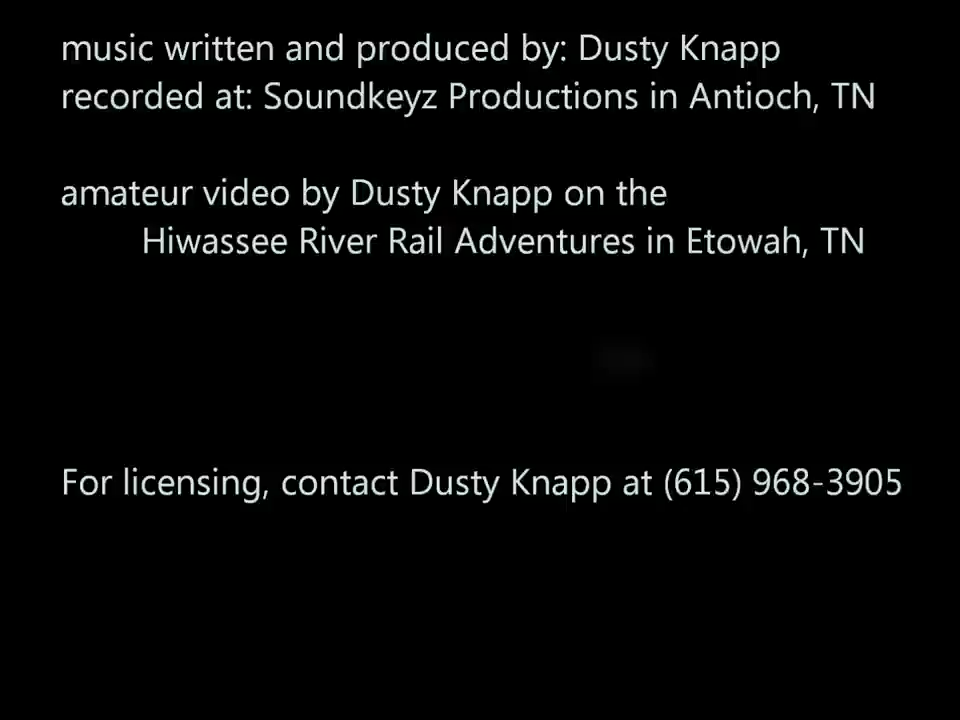 music written and produced by: Dusty Knapp
recorded at: Soundkeyz Productions in Antioch, TN
amateur video by Dusty Knapp on the
Hiwassee River Rail Adventures in Etowah, TN
For licensing, contact Dusty Knapp at (615) 968-3905